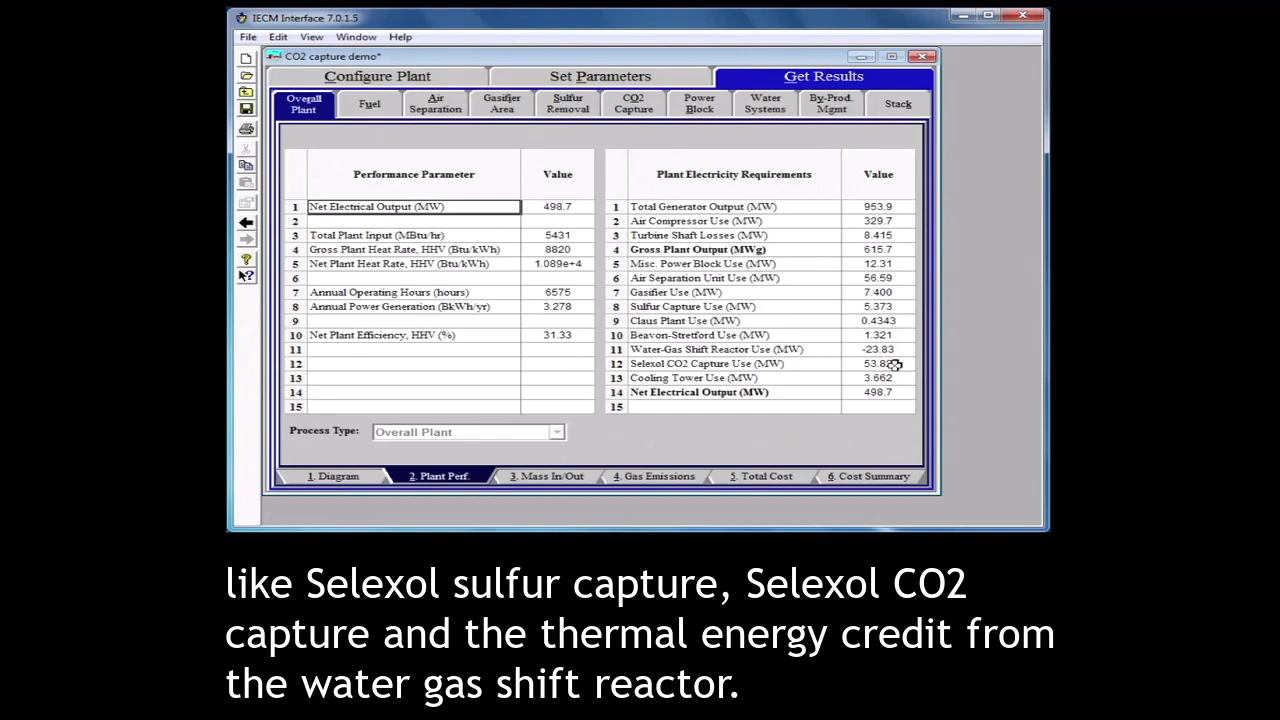 IECM Interface 7.0.1.5
File Edit View Window Help
CO2 capture demo*
Configure Plant Set Parameters Get Results
Overall Plant Fuel Air Separation Gasifier Area Sulfur Removal CO2 Capture Power Block Water Systems By-Prod. Mgmt Stack
Performance Parameter Value
1 Net Electrical Output (MW) 498.7
2
3 Total Plant Input (MBtu/hr) 5431
4 Gross Plant Heat Rate, HHV (Btu/kWh) 8820
5 Net Plant Heat Rate, HHV (Btu/kWh) 1.089e+4
6
7 Annual Operating Hours (hours) 6575
8 Annual Power Generation (BkWh/yr) 3.278
9
10 Net Plant Efficiency, HHV (%) 31.33
11
12
13
14
15
Plant Electricity Requirements Value
1 Total Generator Output (MW) 953.9
2 Air Compressor Use (MW) 329.7
3 Turbine Shaft Losses (MW) 8.415
4 Gross Plant Output (MWg) 615.7
5 Misc. Power Block Use (MW) 12.31
6 Air Separation Unit Use (MW) 56.59
7 Gasifier Use (MW) 7.400
8 Sulfur Capture Use (MW) 5.373
9 Claus Plant Use (MW) 0.4343
10 Beavon-Stretford Use (MW) 1.321
11 Water-Gas Shift Reactor Use (MW) -23.83
12 Selexol CO2 Capture Use (MW)
13 Cooling Tower Use (MW) 3.662
14 Net Electrical Output (MW) 498.7
15
Process Type: Overall Plant
1. Diagram 2. Plant Perf. 3. Mass In/Out 4. Gas Emissions 5. Total Cost 6. Cost Summary
like Selexol sulfur capture, Selexol CO2
capture and the thermal energy credit from
the water gas shift reactor.